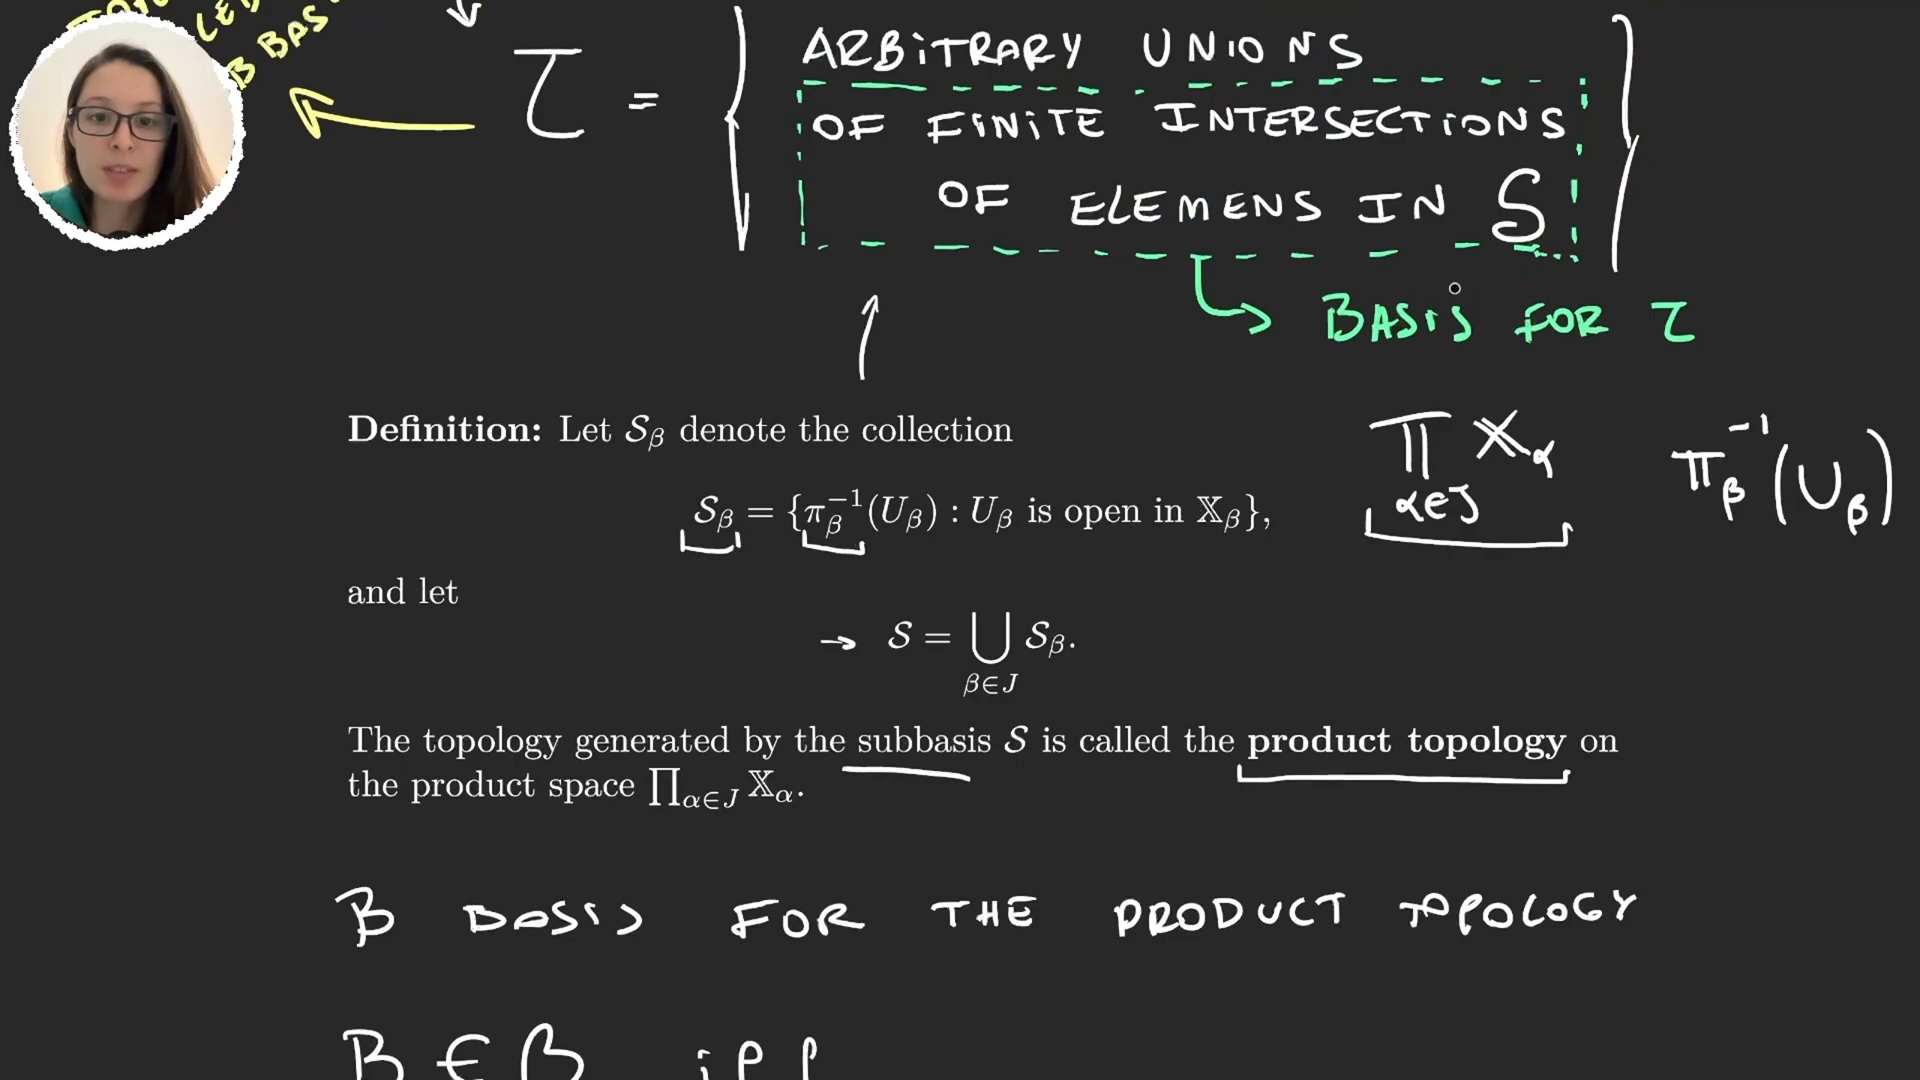 B BAS
τ = { ARBITRARY UNIONS
OF FINITE INTERSECTIONS
OF ELEMENS IN S }
BASIS FOR τ
Definition: Let 𝒮_β denote the collection
𝒮_β = {π_β^{-1}(U_β) : U_β is open in 𝕏_β},
∏_{α∈J} 𝕏_α π_β^{-1}(U_β)
and let
→ 𝒮 = ⋃_{β∈J} 𝒮_β.
The topology generated by the subbasis 𝒮 is called the product topology on
the product space ∏_{α∈J} 𝕏_α.
B BASIS FOR THE PRODUCT TOPOLOGY
B ∈ B iff